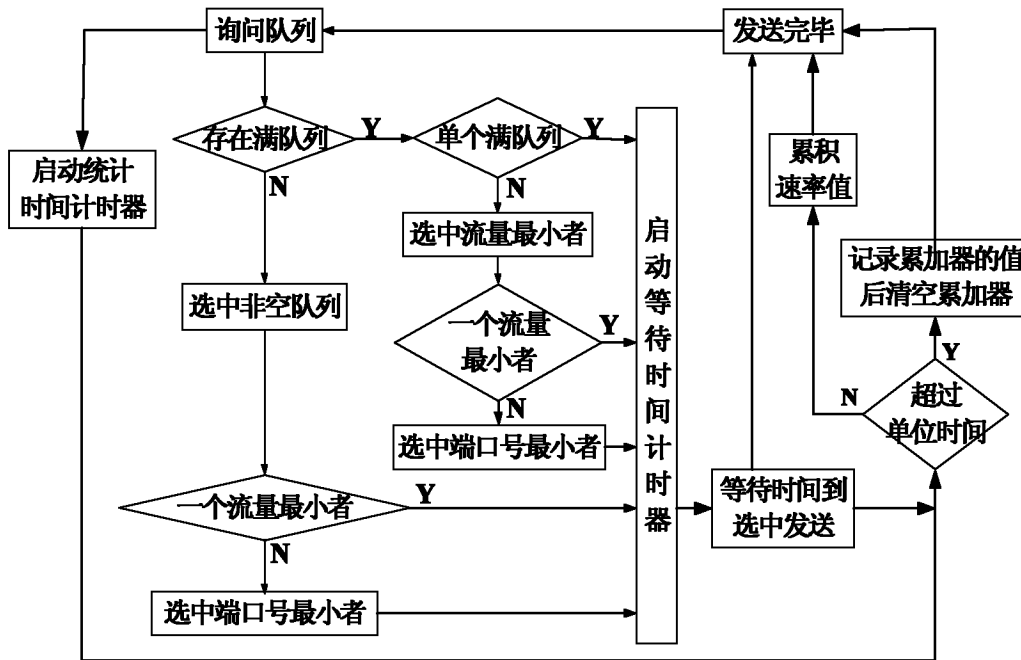 询问队列
发送完毕
存在满队列
Y
单个满队列
Y
启动统计
时间计时器
N
N
累积
速率值
选中流量最小者
启动等待时间计时器
记录累加器的值
后清空累加器
选中非空队列
一个流量
最小者
Y
Y
N
超过
单位时间
N
选中端口号最小者
一个流量最小者
Y
等待时间到
选中发送
N
选中端口号最小者